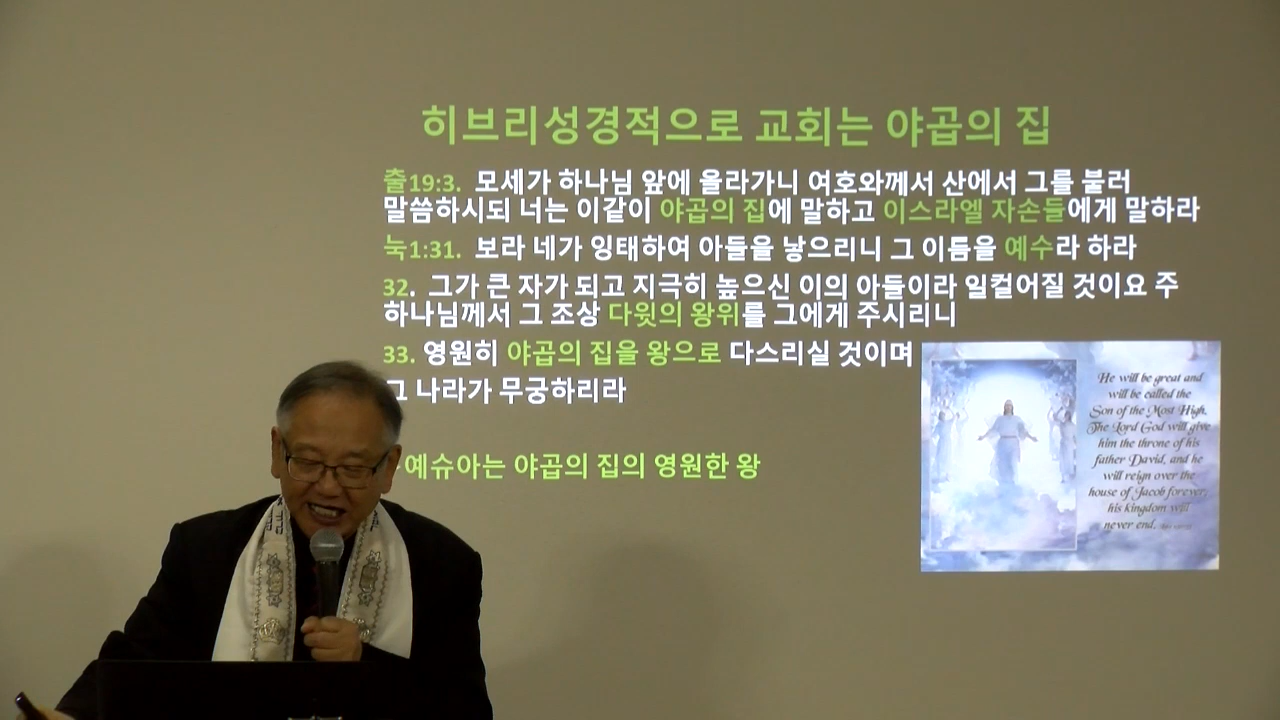 히브리성경적으로 교회는 야곱의 집
출19:3. 모세가 하나님 앞에 올라가니 여호와께서 산에서 그를 불러
말씀하시되 너는 이같이 야곱의 집에 말하고 이스라엘 자손들에게 말하라
눅1:31. 보라 네가 잉태하여 아들을 낳으리니 그 이름을 예수라 하라
32. 그가 큰 자가 되고 지극히 높으신 이의 아들이라 일컬어질 것이요 주
하나님께서 그 조상 다윗의 왕위를 그에게 주시리니
33. 영원히 야곱의 집을 왕으로 다스리실 것이며
그 나라가 무궁하리라
예슈아는 야곱의 집의 영원한 왕
He will be great and
will be called the
Son of the Most High.
The Lord God will give
him the throne of his
father David, and he
will reign over the
house of Jacob forever;
his kingdom will
never end.